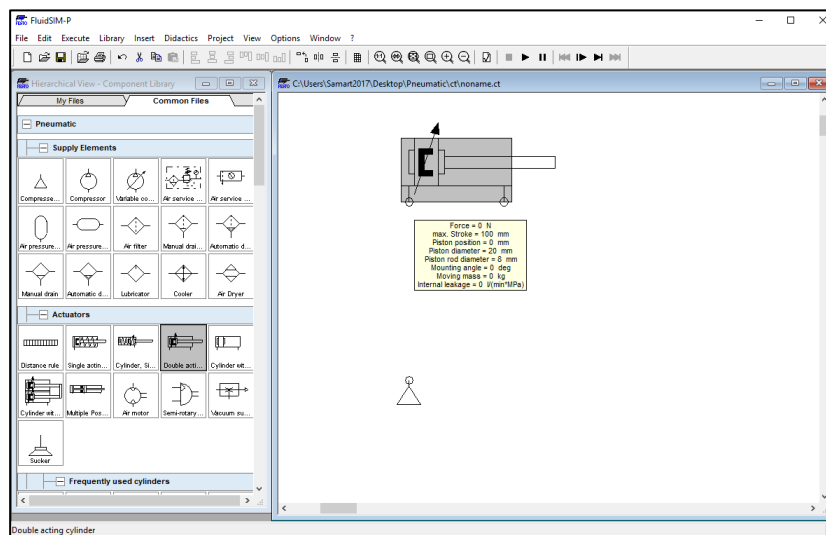 FluidSIM-P
File Edit Execute Library Insert Didactics Project View Options Window ?
Hierarchical View - Component Library
My Files Common Files
Pneumatic
Supply Elements
Compresse... Compressor Variable co... Air service ... Air service ...
Air pressure... Air pressure... Air filter Manual drai... Automatic d...
Manual drain Automatic d... Lubricator Cooler Air Dryer
Actuators
Distance rule Single actin... Cylinder, Si... Double acti... Cylinder wit...
Cylinder wit... Multiple Pos... Air motor Semi-rotary... Vacuum su...
Sucker
Frequently used cylinders
C:\Users\Samart2017\Desktop\Pneumatic\ct\noname.ct
Force = 0 N
max. Stroke = 100 mm
Piston position = 0 mm
Piston diameter = 20 mm
Piston rod diameter = 8 mm
Mounting angle = 0 deg
Moving mass = 0 kg
Internal leakage = 0 l/(min*MPa)
Double acting cylinder